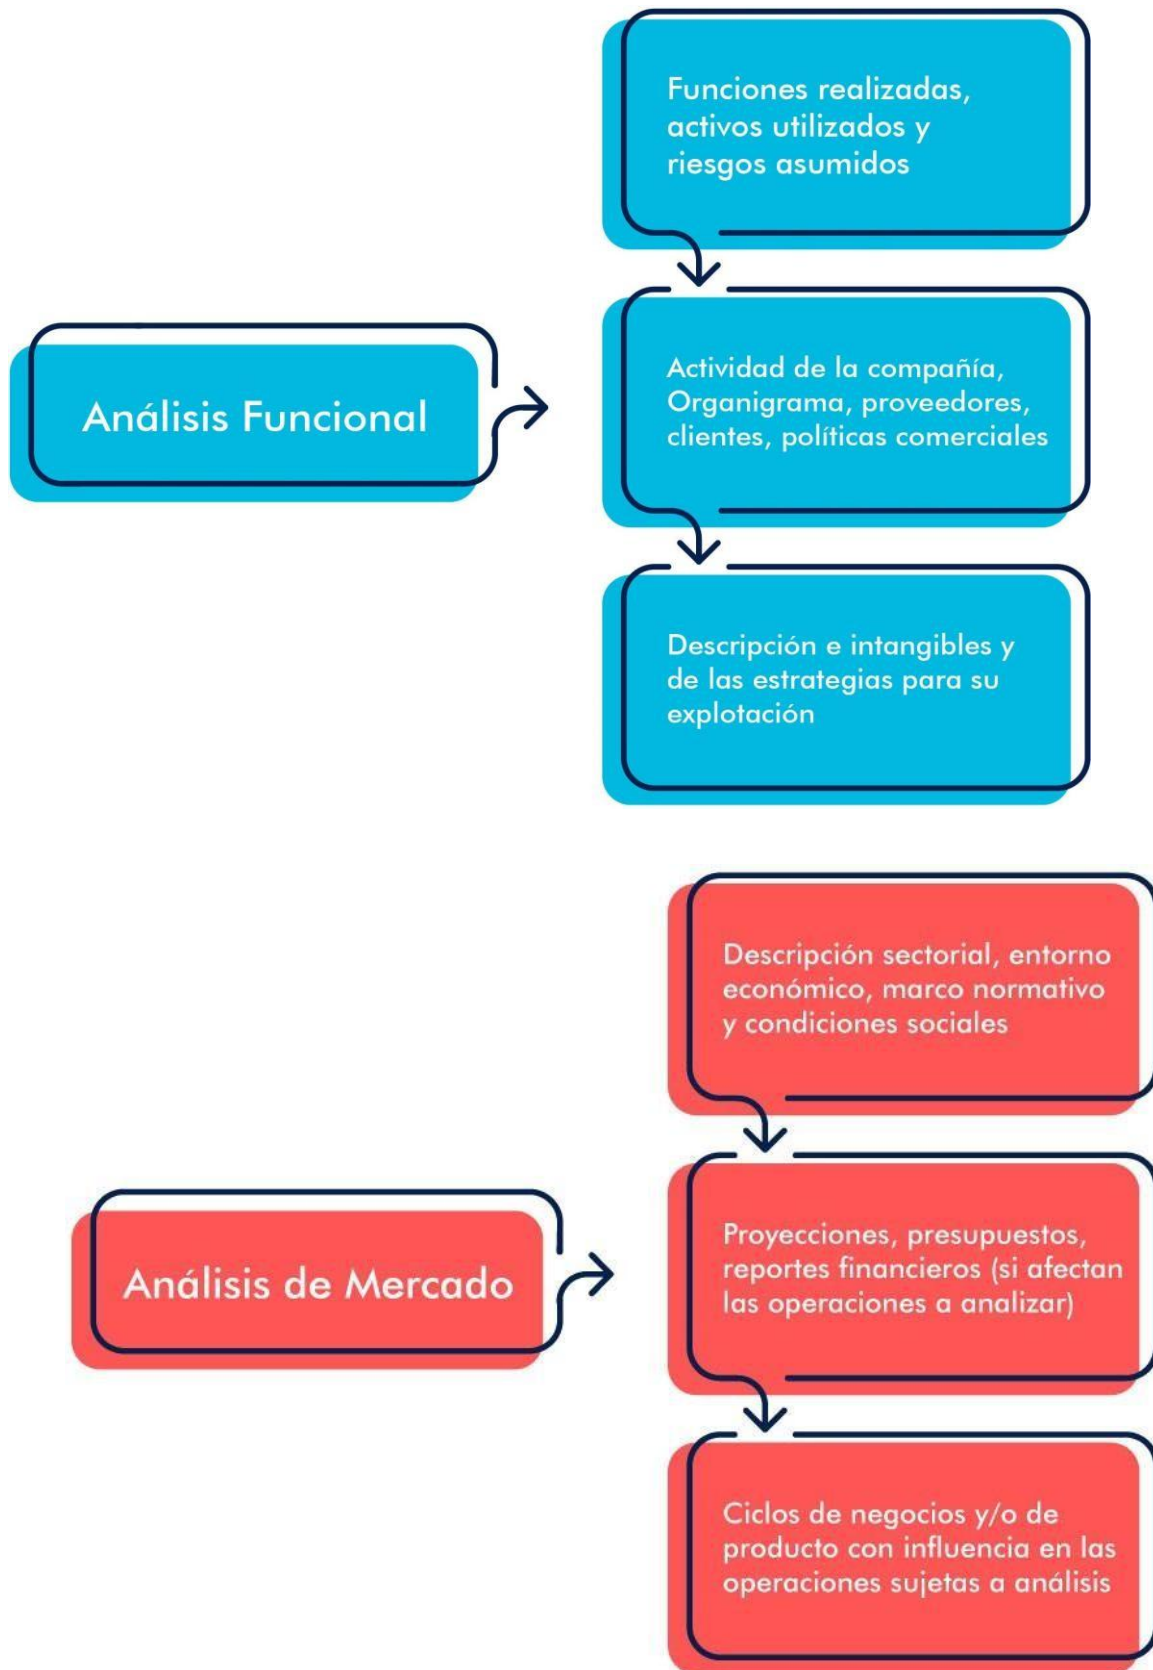 Funciones realizadas,
activos utilizados y
riesgos asumidos
Análisis Funcional
Actividad de la compañía,
Organigrama, proveedores,
clientes, políticas comerciales
Descripción e intangibles y
de las estrategias para su
explotación
Descripción sectorial, entorno
económico, marco normativo
y condiciones sociales
Análisis de Mercado
Proyecciones, presupuestos,
reportes financieros (si afectan
las operaciones a analizar)
Ciclos de negocios y/o de
producto con influencia en las
operaciones sujetas a análisis